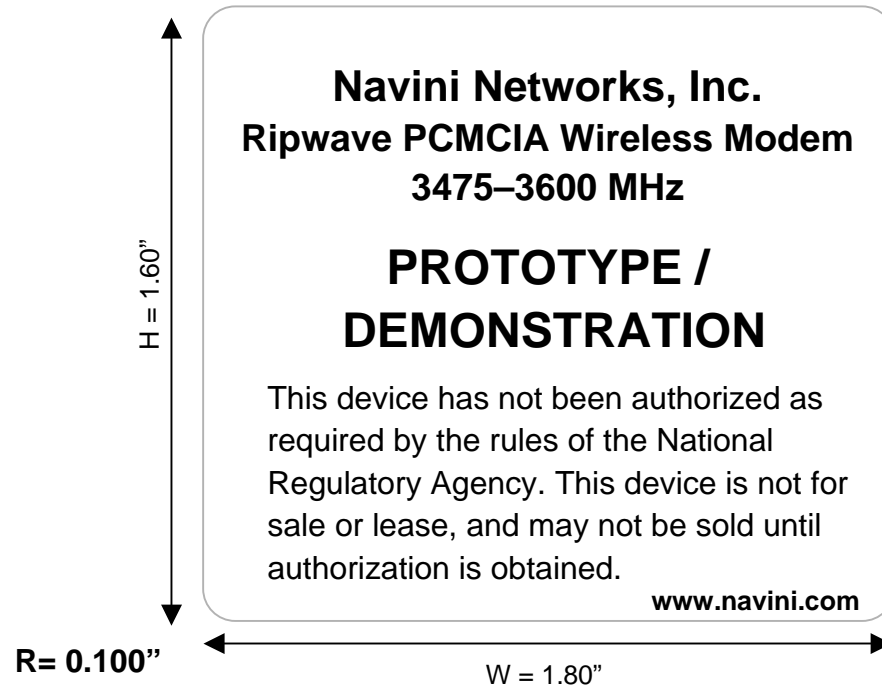 Navini Networks, Inc.
Ripwave PCMCIA Wireless Modem
3475–3600 MHz
PROTOTYPE /
DEMONSTRATION
This device has not been authorized as
required by the rules of the National
Regulatory Agency. This device is not for
sale or lease, and may not be sold until
authorization is obtained.
www.navini.com
H = 1.60”
R= 0.100”
W = 1.80”